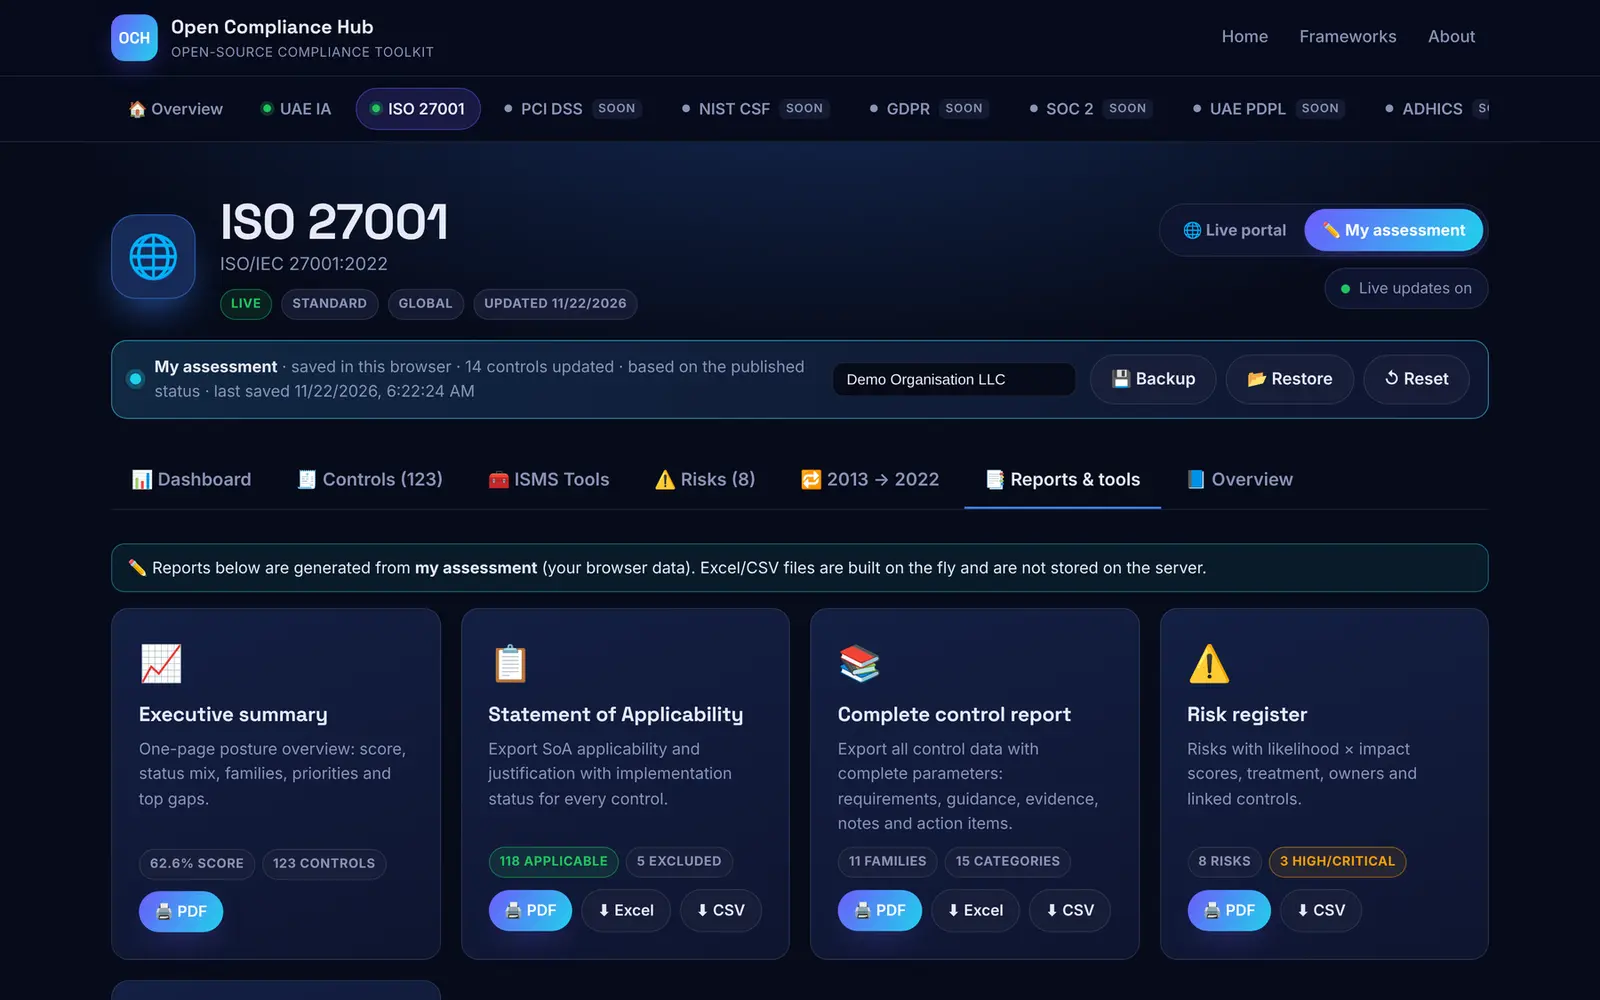 OCH
Open Compliance Hub
OPEN-SOURCE COMPLIANCE TOOLKIT
Home
Frameworks
About
Overview
UAE IA
ISO 27001
PCI DSS SOON
NIST CSF SOON
GDPR SOON
SOC 2 SOON
UAE PDPL SOON
ADHICS
ISO 27001
ISO/IEC 27001:2022
LIVE
STANDARD
GLOBAL
UPDATED 11/22/2026
Live portal
My assessment
Live updates on
My assessment · saved in this browser · 14 controls updated · based on the published
status · last saved 11/22/2026, 6:22:24 AM
Demo Organisation LLC
Backup
Restore
Reset
Dashboard
Controls (123)
ISMS Tools
Risks (8)
2013 → 2022
Reports & tools
Overview
Reports below are generated from my assessment (your browser data). Excel/CSV files are built on the fly and are not stored on the server.
Executive summary
One-page posture overview: score,
status mix, families, priorities and
top gaps.
62.6% SCORE
123 CONTROLS
PDF
Statement of Applicability
Export SoA applicability and
justification with implementation
status for every control.
118 APPLICABLE
5 EXCLUDED
PDF
Excel
CSV
Complete control report
Export all control data with
complete parameters:
requirements, guidance, evidence,
notes and action items.
11 FAMILIES
15 CATEGORIES
PDF
Excel
CSV
Risk register
Risks with likelihood × impact
scores, treatment, owners and
linked controls.
8 RISKS
3 HIGH/CRITICAL
PDF
CSV